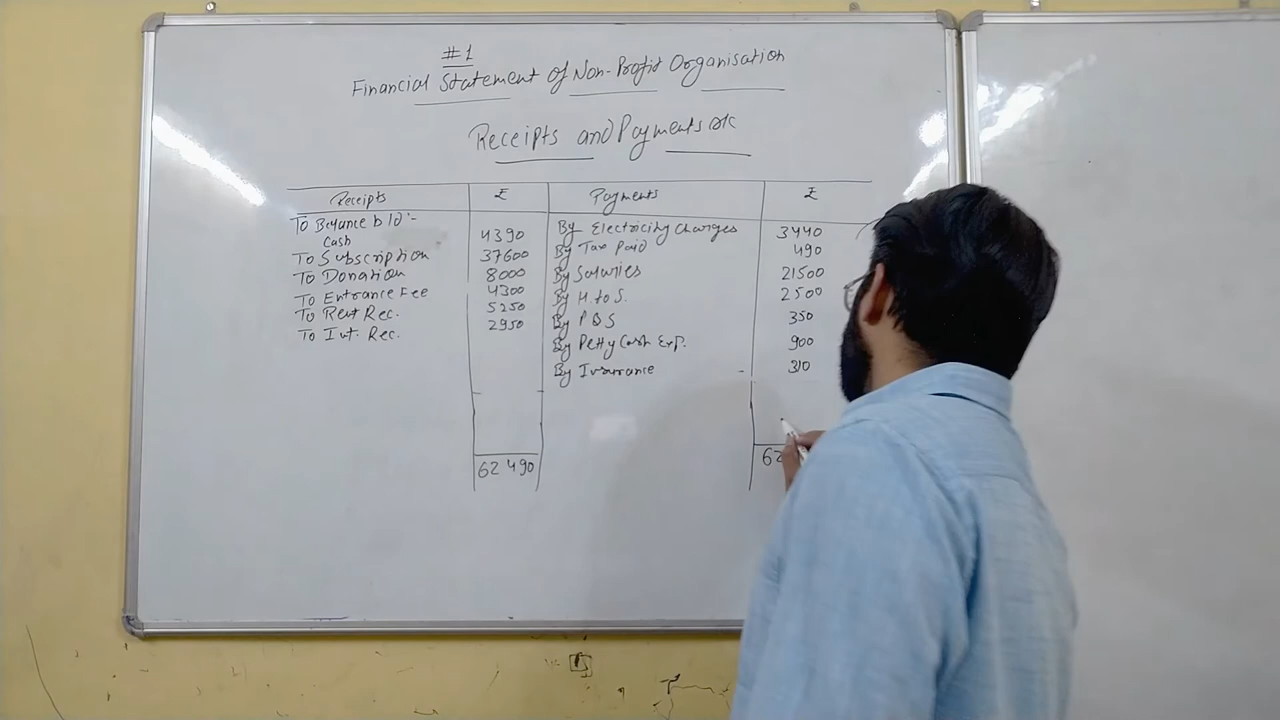 #1
Financial Statement of Non-Profit Organisation
Receipts and Payments a/c
Receipts ₹ Payments ₹
To Balance b/d :-
Cash 4390 By Electricity Charges 3440
To Subscription 37600 By Tax Paid 490
To Donation 8000 By Salaries 21500
To Entrance Fee 4300 By H. to S. 2500
To Rent Rec. 5250 By P&S 350
To Int. Rec. 2950 By Petty Cash Exp. 900
By Insurance 310
62490 62